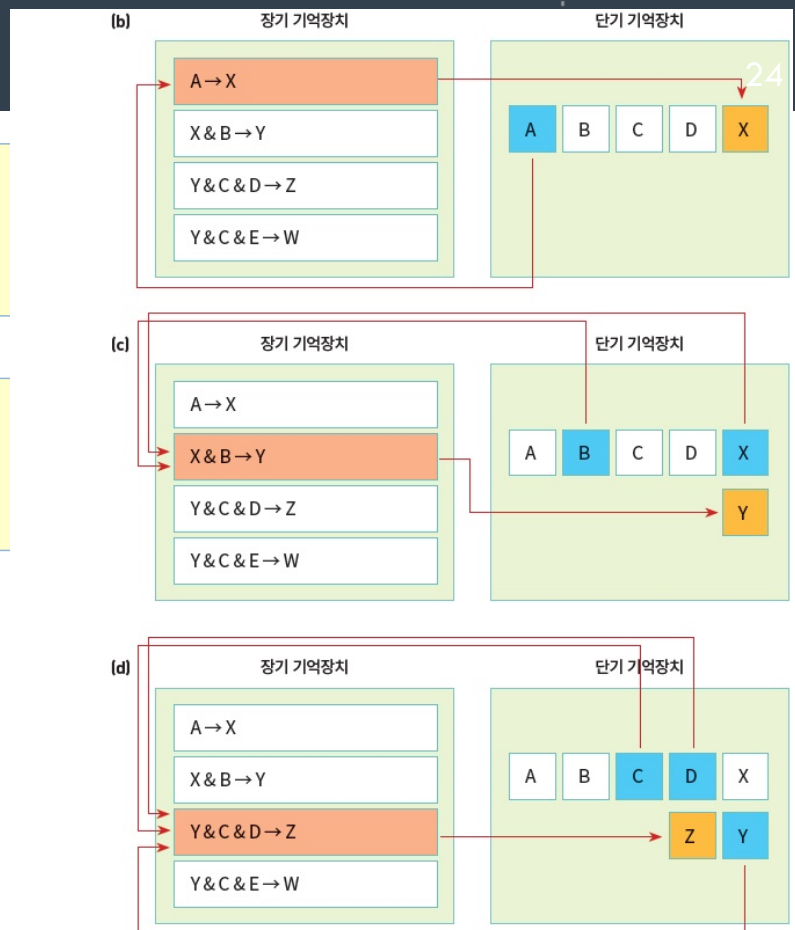 24
(b) 장기 기억장치 단기 기억장치
A→X
X&B→Y
Y&C&D→Z
Y&C&E→W
A B C D X
(c) 장기 기억장치 단기 기억장치
A→X
X&B→Y
Y&C&D→Z
Y&C&E→W
A B C D X
Y
(d) 장기 기억장치 단기 기억장치
A→X
X&B→Y
Y&C&D→Z
Y&C&E→W
A B C D X
Z Y